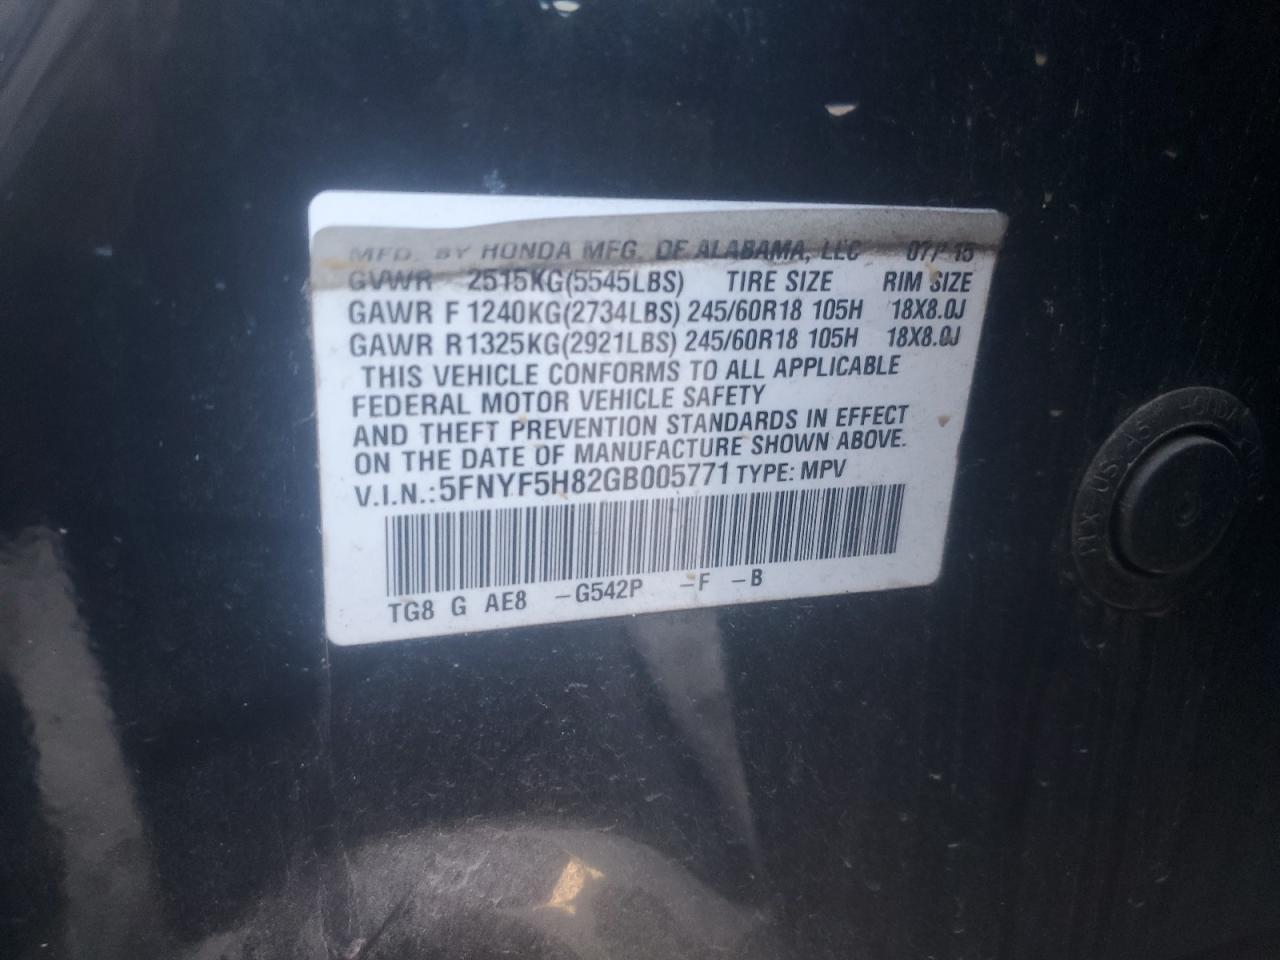 MFD. BY HONDA MFG. OF ALABAMA, LLC 07/15
GVWR 2515KG(5545LBS) TIRE SIZE RIM SIZE
GAWR F 1240KG(2734LBS) 245/60R18 105H 18X8.0J
GAWR R1325KG(2921LBS) 245/60R18 105H 18X8.0J
THIS VEHICLE CONFORMS TO ALL APPLICABLE
FEDERAL MOTOR VEHICLE SAFETY
AND THEFT PREVENTION STANDARDS IN EFFECT
ON THE DATE OF MANUFACTURE SHOWN ABOVE.
V.I.N.:5FNYF5H82GB005771 TYPE: MPV
TG8 G AE8 -G542P -F -B
HONDA